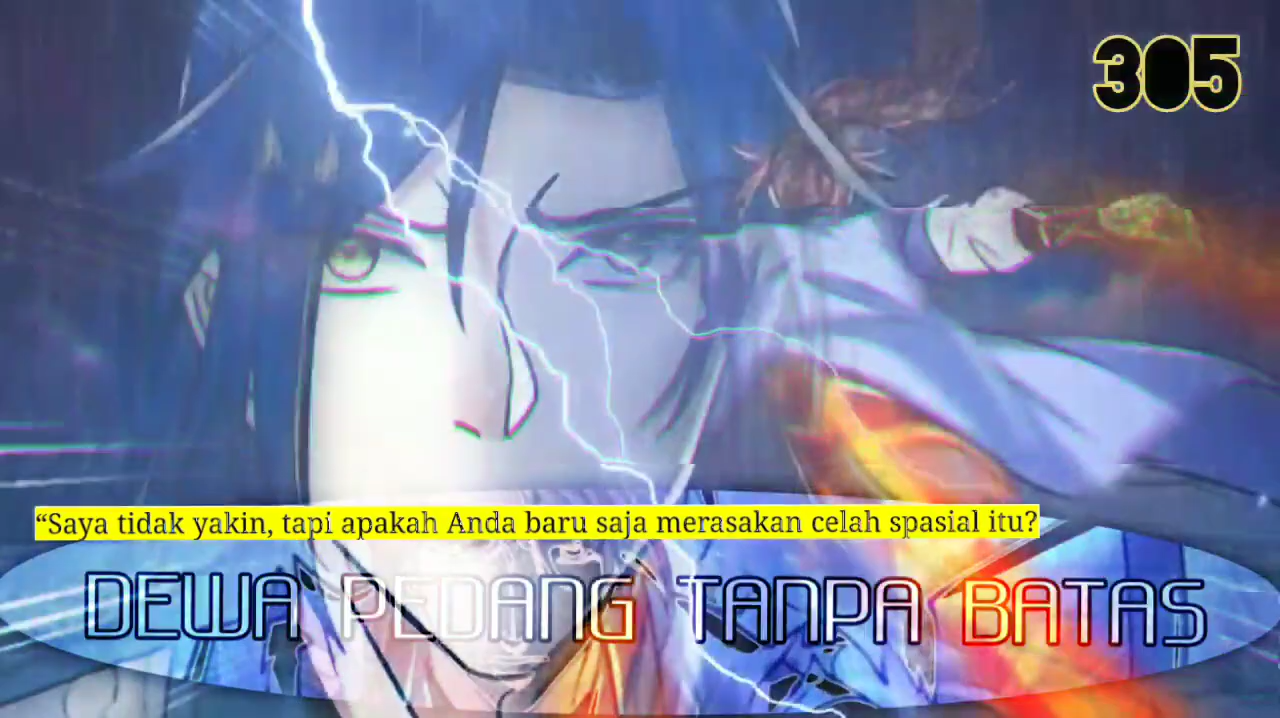 305
“Saya tidak yakin, tapi apakah Anda baru saja merasakan celah spasial itu?
DEWA PEDANG TANPA BATAS